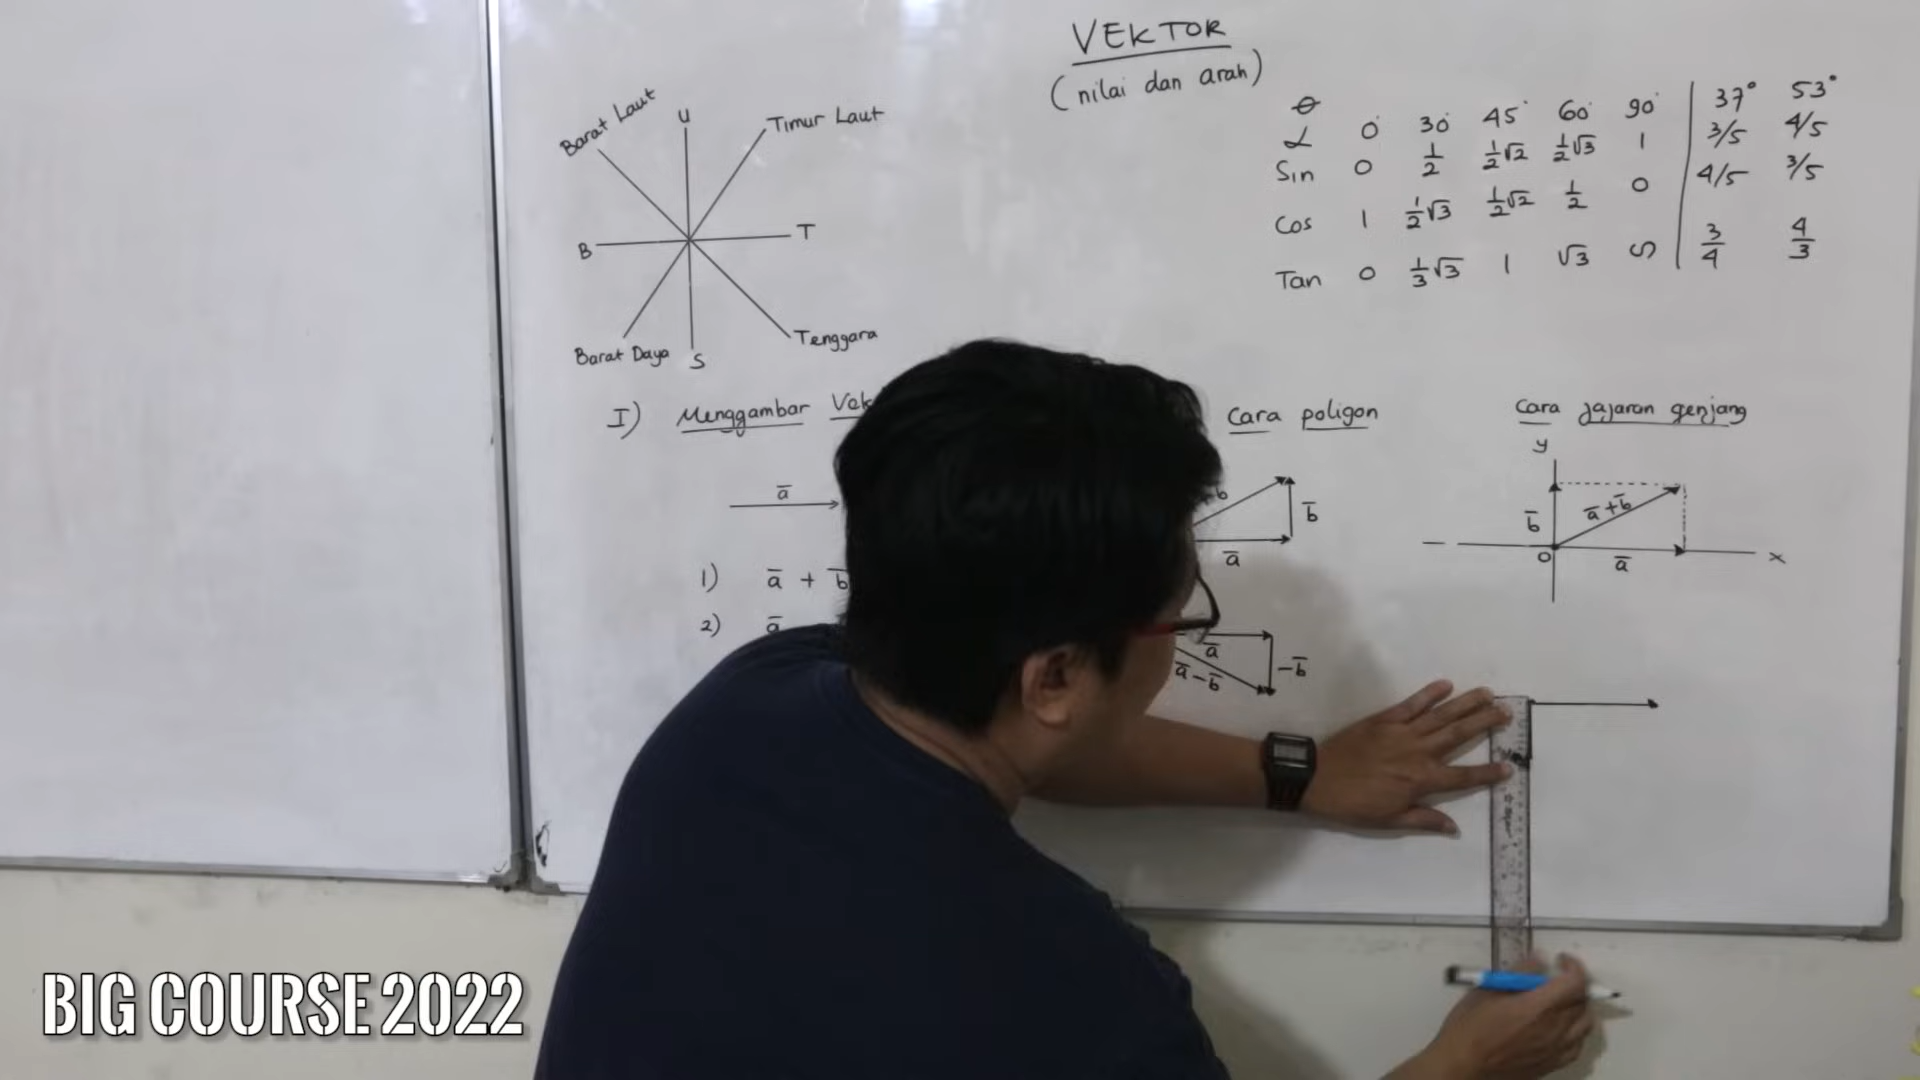 VEKTOR
(nilai dan arah)
Barat Laut
U
Timur Laut
B
T
Barat Daya
S
Tenggara
θ
α 0° 30° 45° 60° 90° 37° 53°
Sin 0 1/2 1/2√2 1/2√3 1 3/5 4/5
Cos 1 1/2√3 1/2√2 1/2 0 4/5 3/5
Tan 0 1/3√3 1 √3 ∽ 3/4 4/3
I) Menggambar
Cara poligon
Cara jajaran genjang
a̅
1) a̅ + b̅
2) a̅
+b
b̅
a̅
a̅
-b̅
a̅-b̅
y
b̅
a̅+b̅
0
a̅
x
BIG COURSE 2022